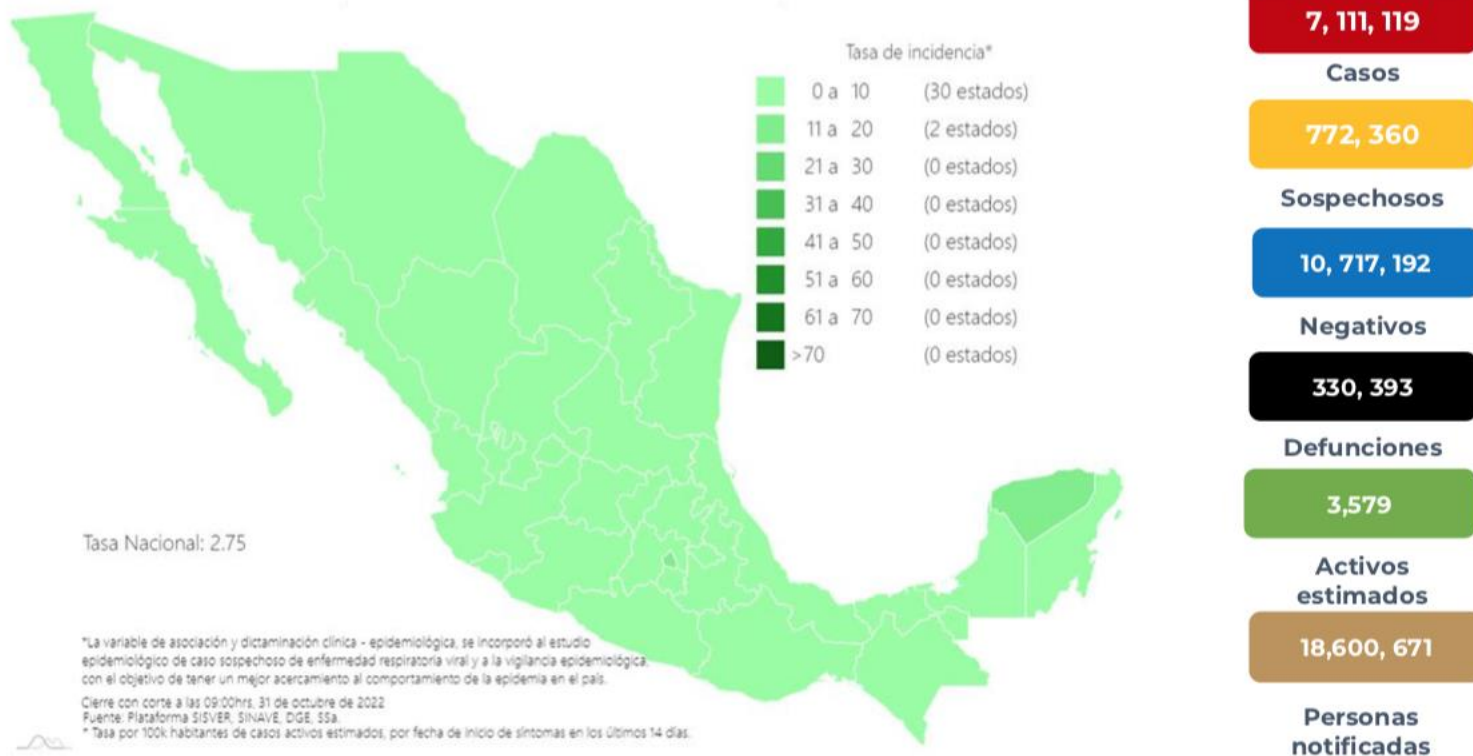 Tasa de incidencia*
0 a 10 (30 estados)
11 a 20 (2 estados)
21 a 30 (0 estados)
31 a 40 (0 estados)
41 a 50 (0 estados)
51 a 60 (0 estados)
61 a 70 (0 estados)
>70 (0 estados)
Tasa Nacional: 2.75
*La variable de asociación y dictaminación clínica - epidemiológica, se incorporó al estudio
epidemiológico de caso sospechoso de enfermedad respiratoria viral y a la vigilancia epidemiológica,
con el objetivo de tener un mejor acercamiento al comportamiento de la epidemia en el país.
Cierre con corte a las 09:00hrs, 31 de octubre de 2022
Fuente: Plataforma SISVER, SINAVE, DGE, SSa.
* Tasa por 100k habitantes de casos activos estimados, por fecha de inicio de síntomas en los últimos 14 días.
7, 111, 119
Casos
772, 360
Sospechosos
10, 717, 192
Negativos
330, 393
Defunciones
3,579
Activos
estimados
18,600, 671
Personas
notificadas